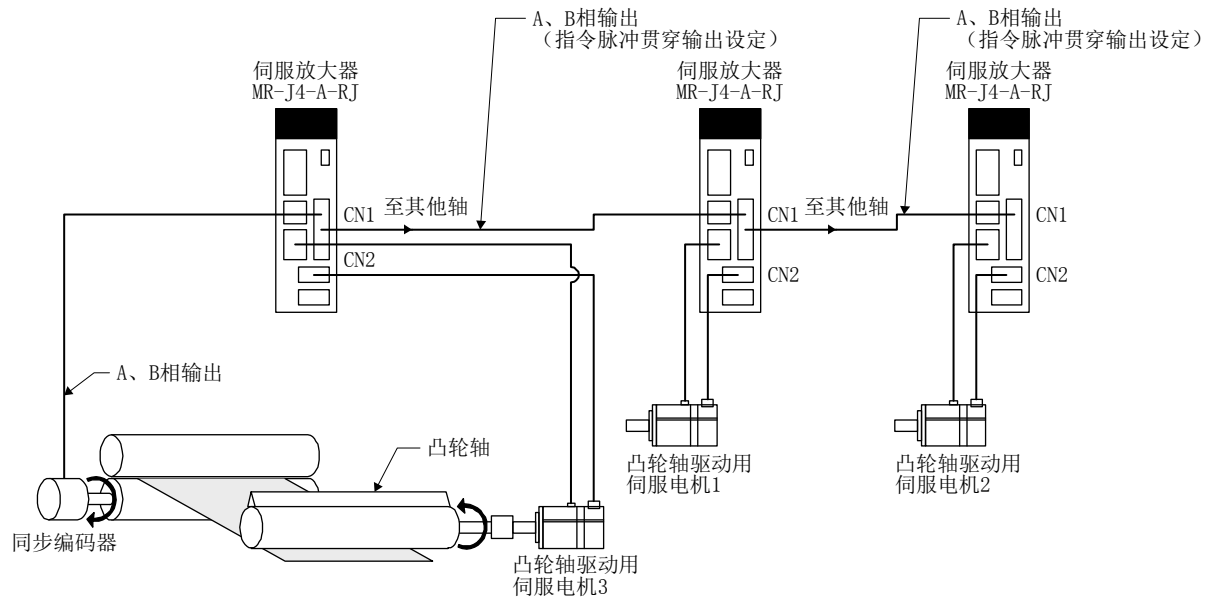 A、B相输出
（指令脉冲贯穿输出设定）
A、B相输出
（指令脉冲贯穿输出设定）
伺服放大器
MR-J4-A-RJ
伺服放大器
MR-J4-A-RJ
伺服放大器
MR-J4-A-RJ
CN1
至其他轴
CN1
至其他轴
CN1
CN2
CN2
CN2
A、B相输出
凸轮轴
凸轮轴驱动用
伺服电机1
凸轮轴驱动用
伺服电机2
同步编码器
凸轮轴驱动用
伺服电机3